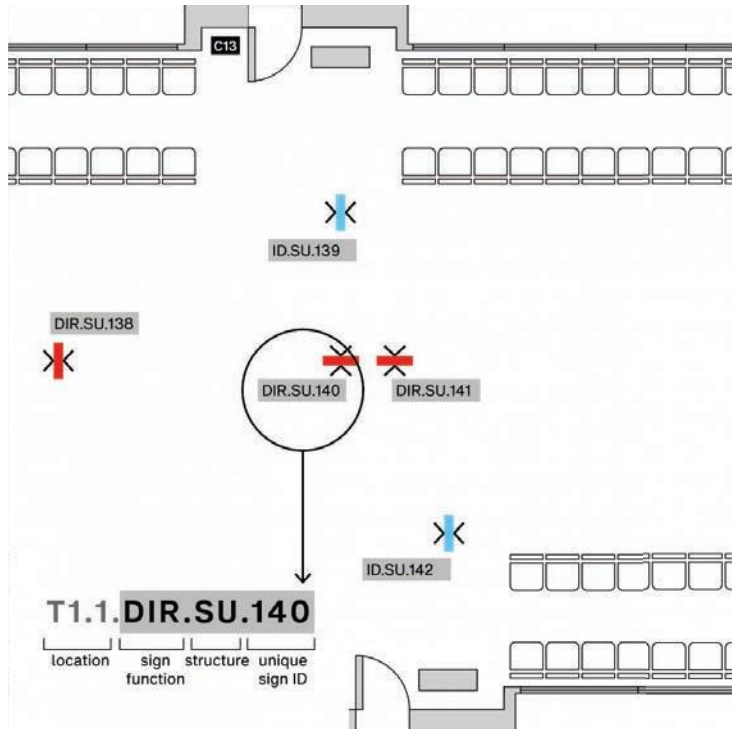 C13
ID.SU.139
DIR.SU.138
DIR.SU.140
DIR.SU.141
ID.SU.142
T1.1.DIR.SU.140
location sign function structure unique sign ID